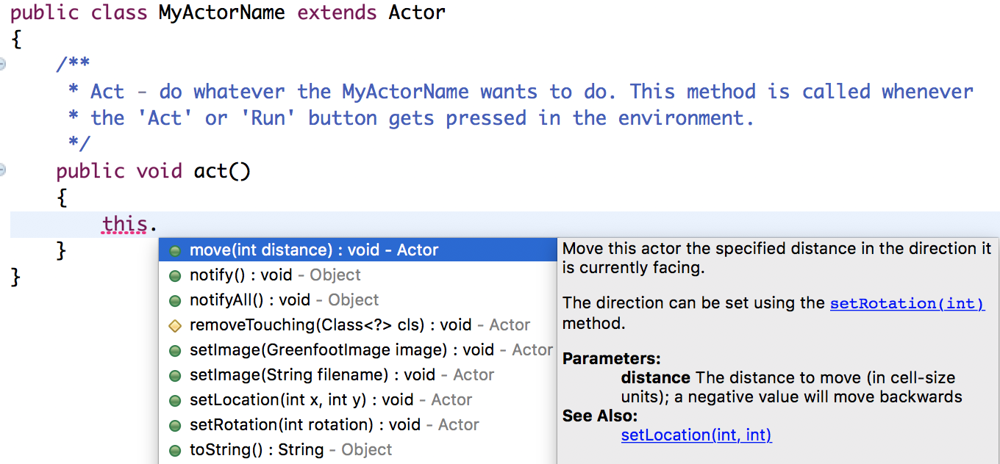 public class MyActorName extends Actor
{
/**
* Act - do whatever the MyActorName wants to do. This method is called whenever
* the 'Act' or 'Run' button gets pressed in the environment.
*/
public void act()
{
this.
}
}
move(int distance) : void - Actor
notify() : void - Object
notifyAll() : void - Object
removeTouching(Class<?> cls) : void - Actor
setImage(GreenfootImage image) : void - Actor
setImage(String filename) : void - Actor
setLocation(int x, int y) : void - Actor
setRotation(int rotation) : void - Actor
toString() : String - Object
Move this actor the specified distance in the direction it
is currently facing.
The direction can be set using the setRotation(int)
method.
Parameters:
distance The distance to move (in cell-size
units); a negative value will move backwards
See Also:
setLocation(int, int)